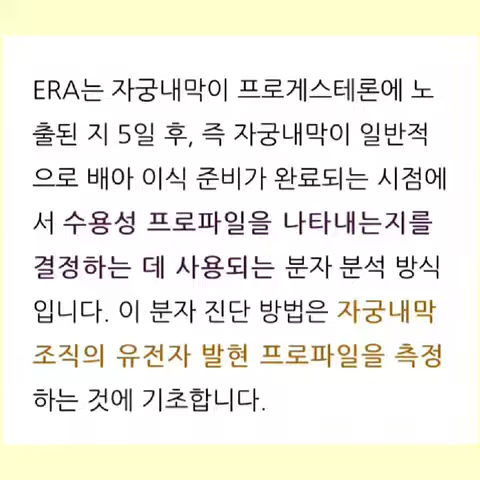 ERA는 자궁내막이 프로게스테론에 노
출된 지 5일 후, 즉 자궁내막이 일반적
으로 배아 이식 준비가 완료되는 시점에
서 수용성 프로파일을 나타내는지를
결정하는 데 사용되는 분자 분석 방식
입니다. 이 분자 진단 방법은 자궁내막
조직의 유전자 발현 프로파일을 측정
하는 것에 기초합니다.